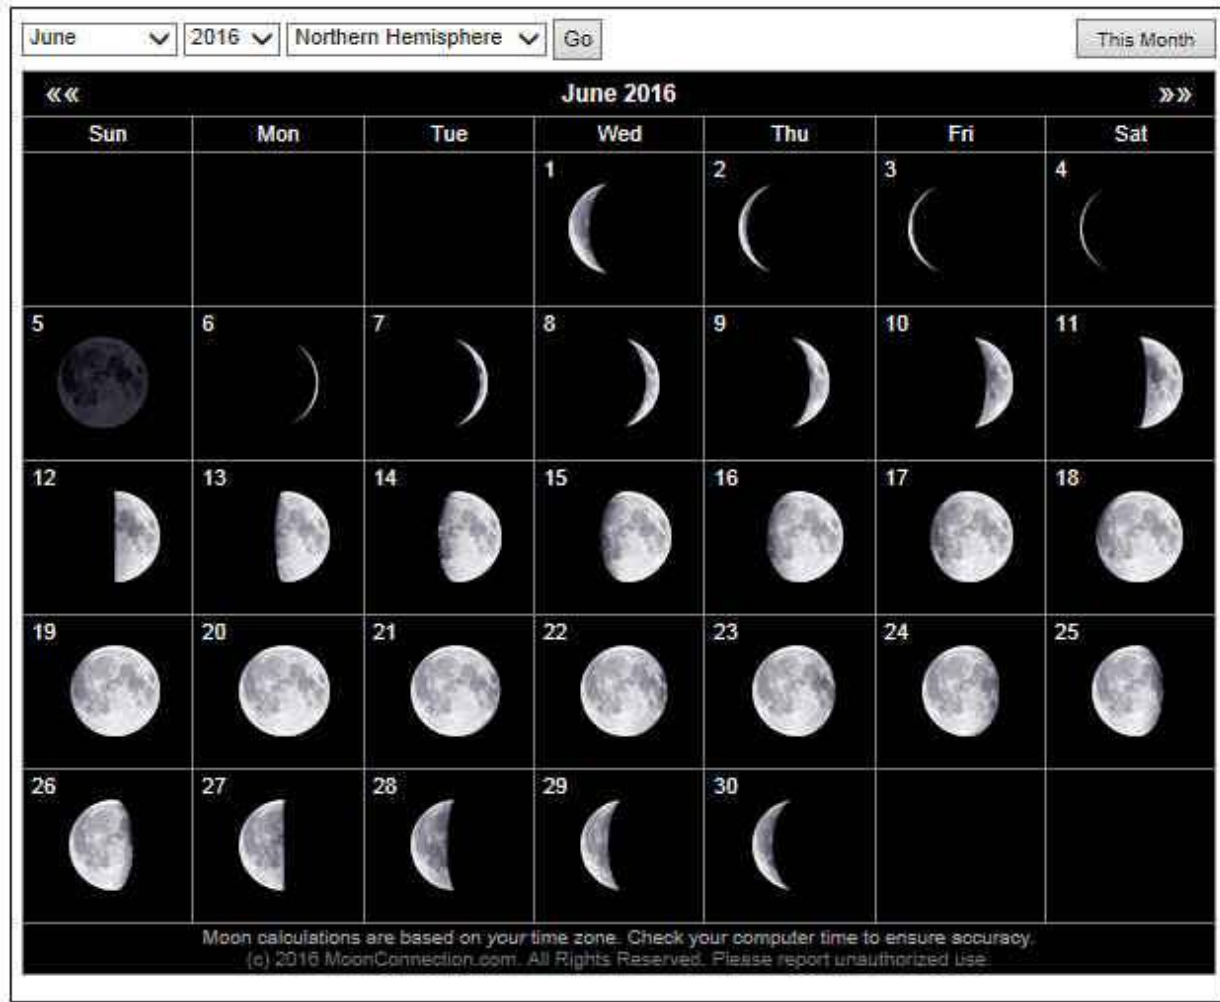 June 2016 Northern Hemisphere Go This Month
«« June 2016 »»
Sun Mon Tue Wed Thu Fri Sat
1 2 3 4
5 6 7 8 9 10 11
12 13 14 15 16 17 18
19 20 21 22 23 24 25
26 27 28 29 30
Moon calculations are based on your time zone. Check your computer time to ensure accuracy.
(c) 2016 MoonConnection.com. All Rights Reserved. Please report unauthorized use